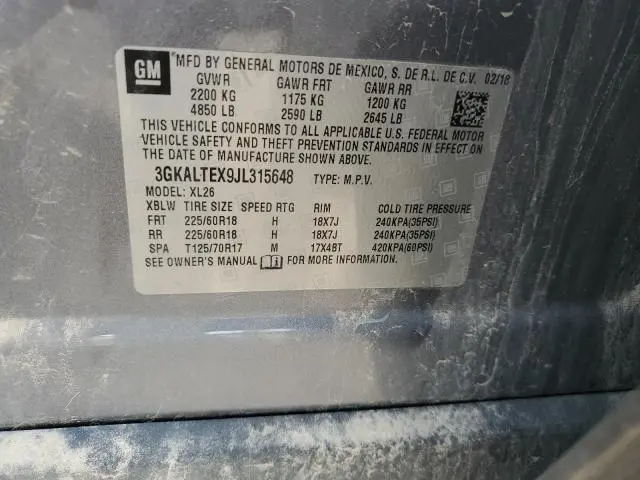 GM
MFD BY GENERAL MOTORS DE MEXICO, S. DE R.L. DE C.V. 02/18
GVWR GAWR FRT GAWR RR
2200 KG 1175 KG 1200 KG
4850 LB 2590 LB 2645 LB
THIS VEHICLE CONFORMS TO ALL APPLICABLE U.S. FEDERAL MOTOR
VEHICLE SAFETY AND THEFT PREVENTION STANDARDS IN EFFECT ON
THE DATE OF MANUFACTURE SHOWN ABOVE.
3GKALTEX9JL315648 TYPE: M.P.V.
MODEL: XL26
XBLW TIRE SIZE SPEED RTG RIM COLD TIRE PRESSURE
FRT 225/60R18 H 18X7J 240KPA(35PSI)
RR 225/60R18 H 18X7J 240KPA(35PSI)
SPA T125/70R17 M 17X4BT 420KPA(60PSI)
SEE OWNER'S MANUAL FOR MORE INFORMATION.